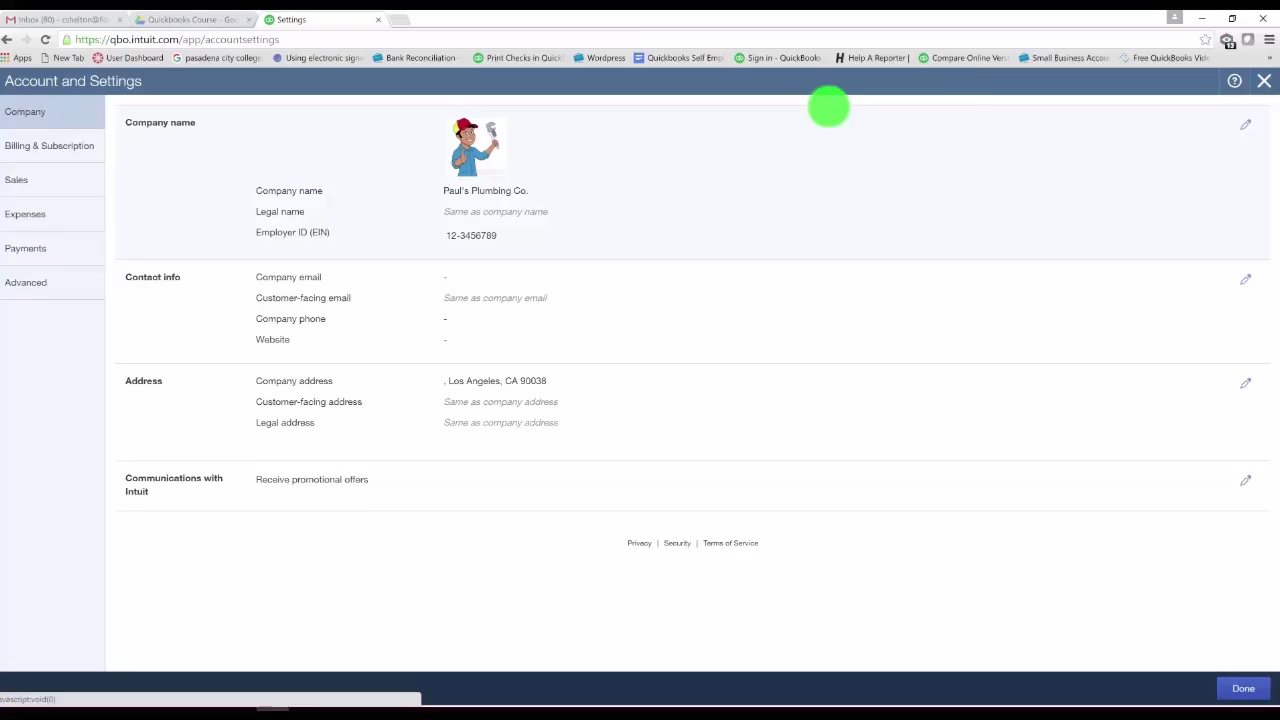 Inbox (80) - cshelton@fit
Quickbooks Course - Goo
Settings
https://qbo.intuit.com/app/accountsettings
Apps
New Tab
User Dashboard
pasadena city college
Using electronic sign
Bank Reconciliation
Print Checks in Quick
Wordpress
Quickbooks Self Emp
Sign in - QuickBooks
Help A Reporter |
Compare Online Ver
Small Business Accou
Free QuickBooks Vide
»
Account and Settings
Company
Billing & Subscription
Sales
Expenses
Payments
Advanced
Company name
Company name Paul's Plumbing Co.
Legal name Same as company name
Employer ID (EIN) 12-3456789
Contact info
Company email -
Customer-facing email Same as company email
Company phone -
Website -
Address
Company address , Los Angeles, CA 90038
Customer-facing address Same as company address
Legal address Same as company address
Communications with
Intuit
Receive promotional offers
Privacy | Security | Terms of Service
Done
avascript:void(0)